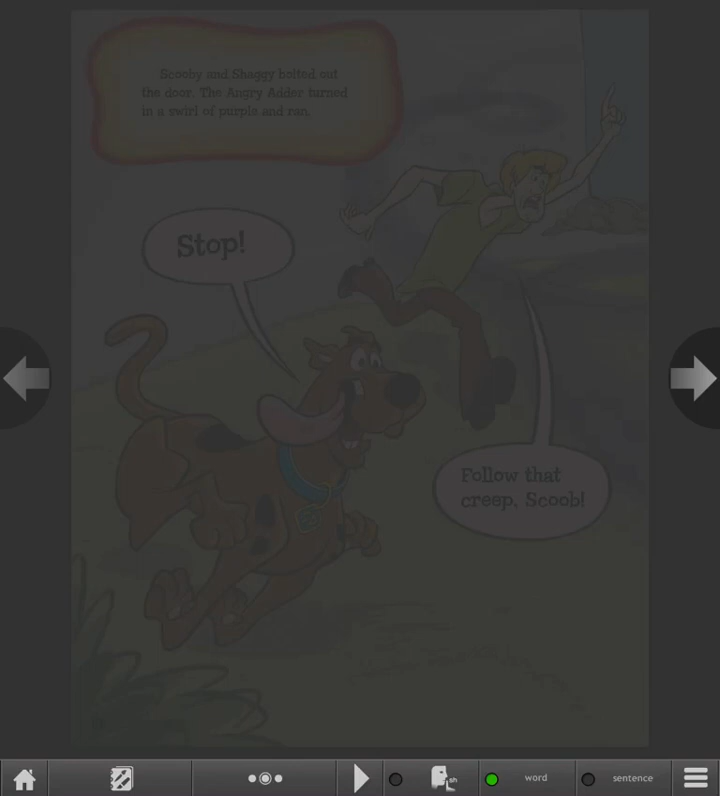 Scooby and Shaggy bolted out
the door. The Angry Adder turned
in a swirl of purple and ran.
Stop!
Follow that
creep, Scoob!
sh
word
sentence